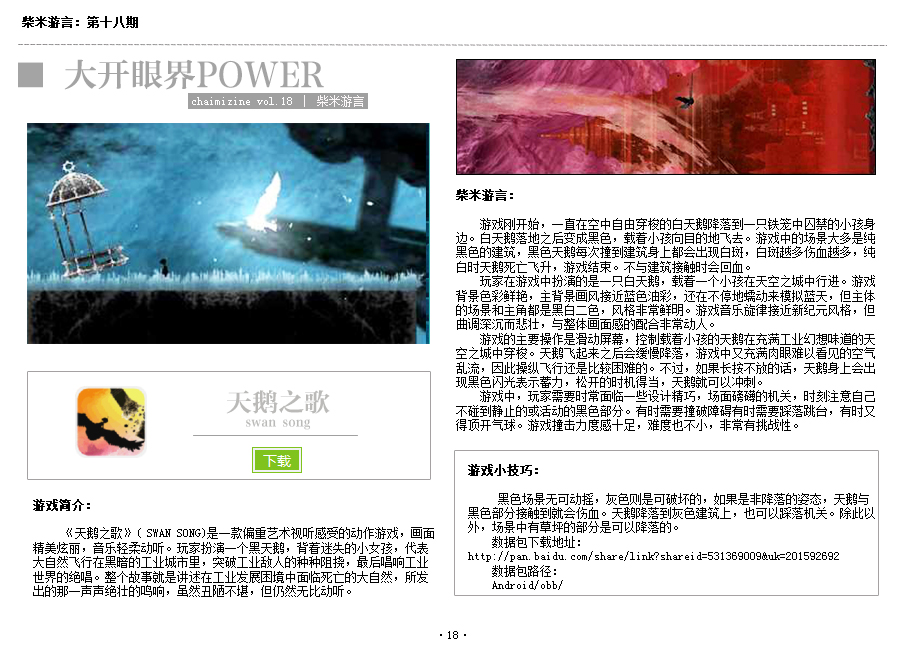 柴米游言：第十八期
大开眼界POWER
chaimizine vol.18 | 柴米游言
天鹅之歌
swan song
下载
游戏简介：
《天鹅之歌》( SWAN SONG)是一款偏重艺术视听感受的动作游戏，画面
精美炫丽，音乐轻柔动听。玩家扮演一个黑天鹅，背着迷失的小女孩，代表
大自然飞行在黑暗的工业城市里，突破工业敌人的种种阻挠，最后唱响工业
世界的绝唱。整个故事就是讲述在工业发展困境中面临死亡的大自然，所发
出的那一声声绝壮的鸣响，虽然丑陋不堪，但仍然无比动听。
柴米游言：
游戏刚开始，一直在空中自由穿梭的白天鹅降落到一只铁笼中囚禁的小孩身
边。白天鹅落地之后变成黑色，载着小孩向目的地飞去。游戏中的场景大多是纯
黑色的建筑，黑色天鹅每次撞到建筑身上都会出现白斑，白斑越多伤血越多，纯
白时天鹅死亡飞升，游戏结束。不与建筑接触时会回血。
玩家在游戏中扮演的是一只白天鹅，载着一个小孩在天空之城中行进。游戏
背景色彩鲜艳，主背景画风接近蓝色油彩，还在不停地蠕动来模拟蓝天，但主体
的场景和主角都是黑白二色，风格非常鲜明。游戏音乐旋律接近新纪元风格，但
曲调深沉而悲壮，与整体画面感的配合非常动人。
游戏的主要操作是滑动屏幕，控制载着小孩的天鹅在充满工业幻想味道的天
空之城中穿梭。天鹅飞起来之后会缓慢降落，游戏中又充满肉眼难以看见的空气
乱流，因此操纵飞行还是比较困难的。不过，如果长按不放的话，天鹅身上会出
现黑色闪光表示蓄力，松开的时机得当，天鹅就可以冲刺。
游戏中，玩家需要时常面临一些设计精巧，场面磅礴的机关，时刻注意自己
不碰到静止的或活动的黑色部分。有时需要撞破障碍有时需要踩落跳台，有时又
得顶开气球。游戏撞击力度感十足，难度也不小，非常有挑战性。
游戏小技巧：
黑色场景无可动摇，灰色则是可破坏的，如果是非降落的姿态，天鹅与
黑色部分接触到就会伤血。天鹅降落到灰色建筑上，也可以踩落机关。除此以
外，场景中有草坪的部分是可以降落的。
数据包下载地址：
http://pan.baidu.com/share/link?shareid=531369009&uk=201592692
数据包路径：
Android/obb/
· 18 ·